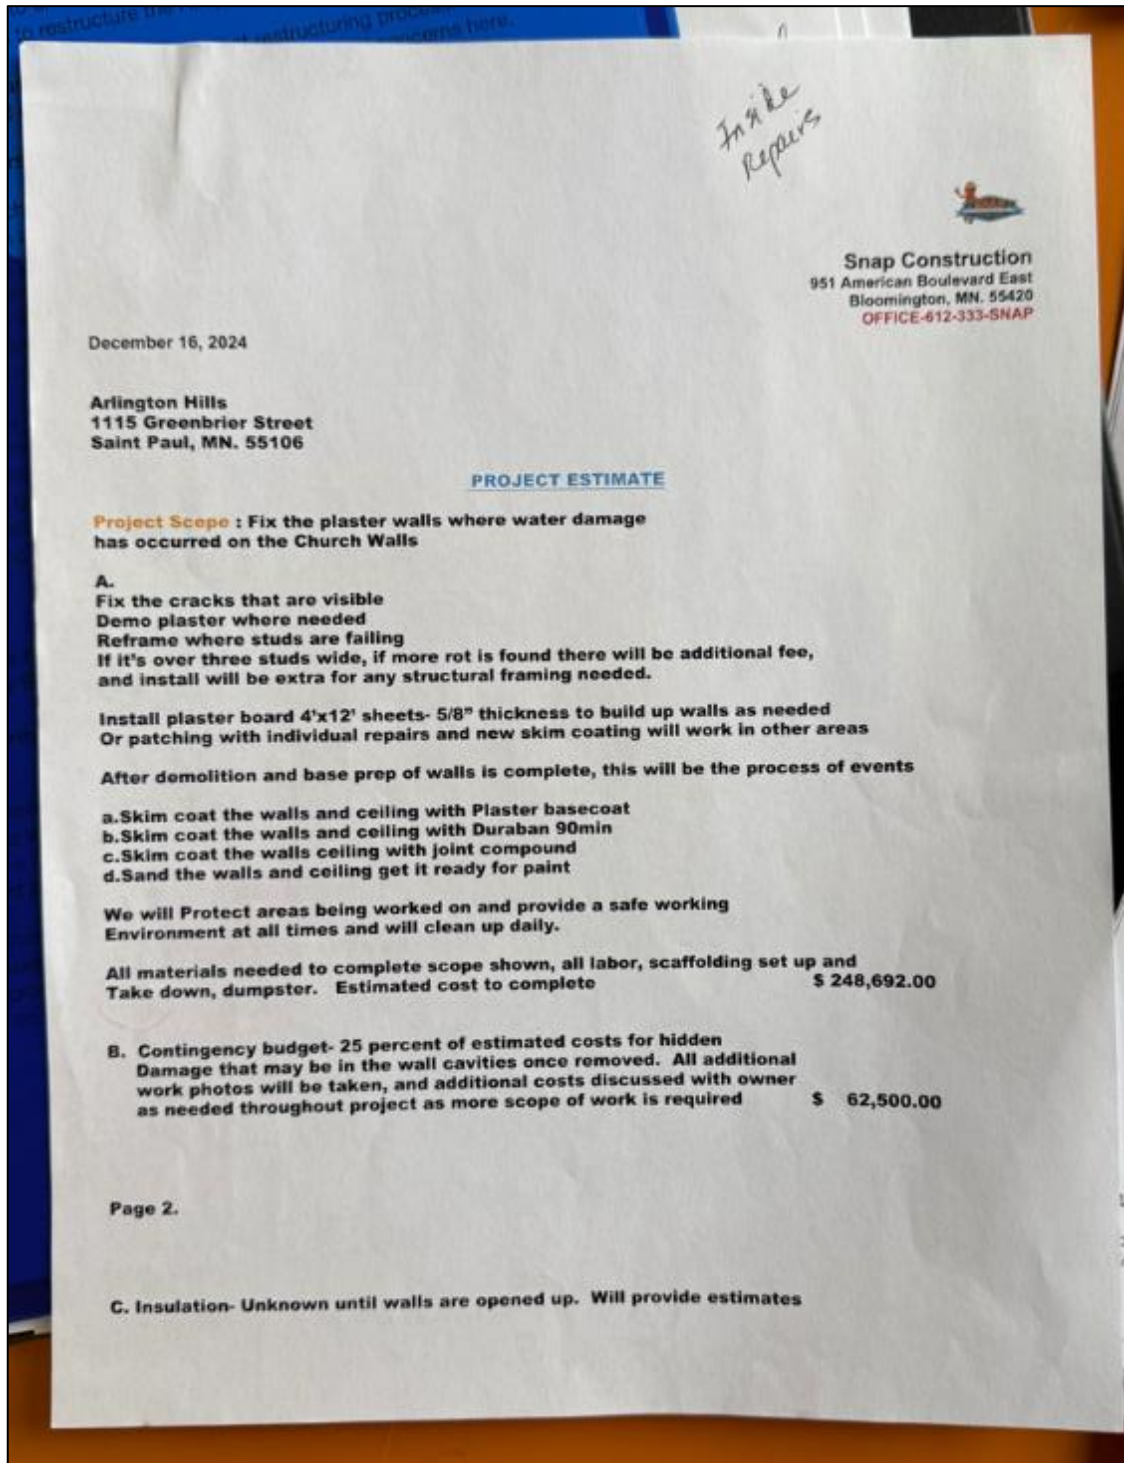 to restructure the
restructuring proce
concerns here.
Inside
Repairs
Snap Construction
951 American Boulevard East
Bloomington, MN. 55420
OFFICE-612-333-SNAP
December 16, 2024
Arlington Hills
1115 Greenbrier Street
Saint Paul, MN. 55106
PROJECT ESTIMATE
Project Scope : Fix the plaster walls where water damage
has occurred on the Church Walls
A.
Fix the cracks that are visible
Demo plaster where needed
Reframe where studs are failing
If it's over three studs wide, if more rot is found there will be additional fee,
and install will be extra for any structural framing needed.
Install plaster board 4'x12' sheets- 5/8" thickness to build up walls as needed
Or patching with individual repairs and new skim coating will work in other areas
After demolition and base prep of walls is complete, this will be the process of events
a.Skim coat the walls and ceiling with Plaster basecoat
b.Skim coat the walls and ceiling with Duraban 90min
c.Skim coat the walls ceiling with joint compound
d.Sand the walls and ceiling get it ready for paint
We will Protect areas being worked on and provide a safe working
Environment at all times and will clean up daily.
All materials needed to complete scope shown, all labor, scaffolding set up and
Take down, dumpster. Estimated cost to complete $ 248,692.00
B. Contingency budget- 25 percent of estimated costs for hidden
Damage that may be in the wall cavities once removed. All additional
work photos will be taken, and additional costs discussed with owner
as needed throughout project as more scope of work is required $ 62,500.00
Page 2.
C. Insulation- Unknown until walls are opened up. Will provide estimates